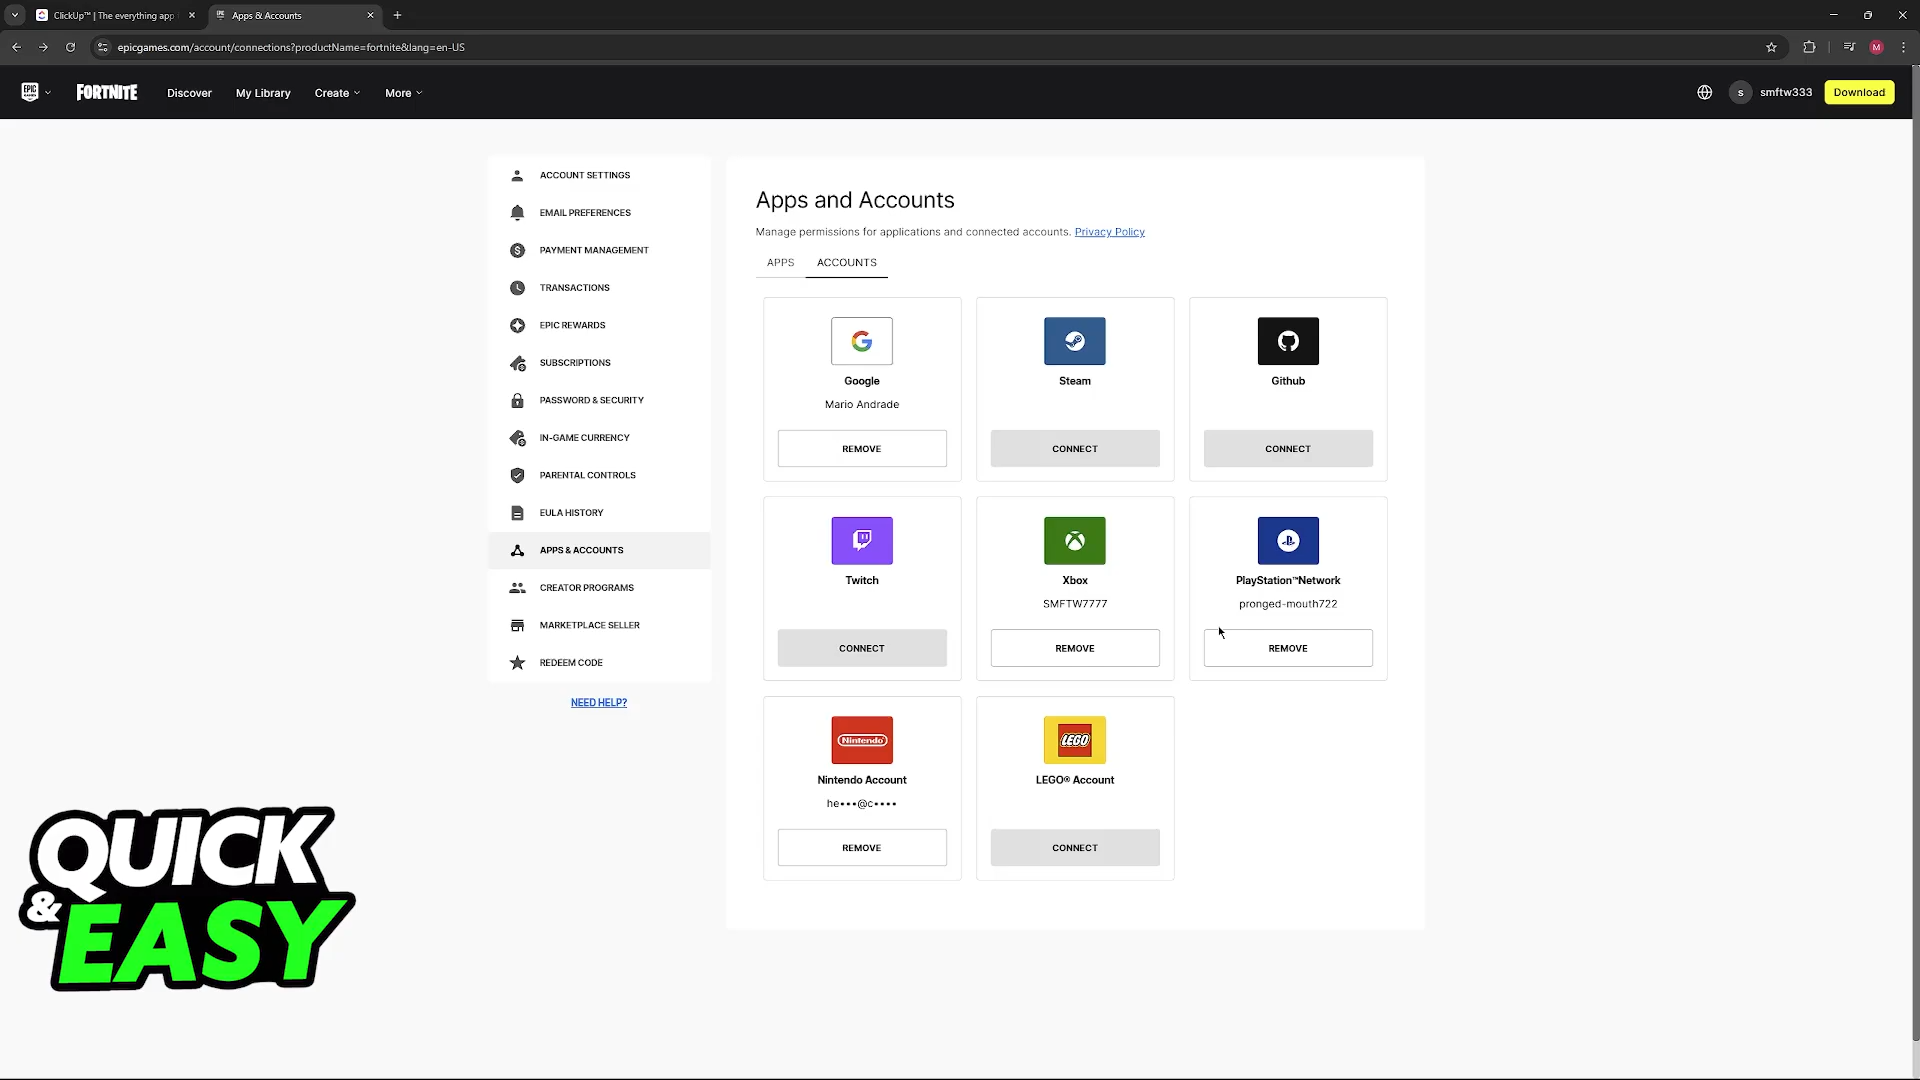 ClickUp™ | The everything app
Apps & Accounts
epicgames.com/account/connections?productName=fortnite&lang=en-US
M
EPIC GAMES
FORTNITE
Discover
My Library
Create
More
s
smftw333
Download
ACCOUNT SETTINGS
EMAIL PREFERENCES
PAYMENT MANAGEMENT
TRANSACTIONS
EPIC REWARDS
SUBSCRIPTIONS
PASSWORD & SECURITY
IN-GAME CURRENCY
PARENTAL CONTROLS
EULA HISTORY
APPS & ACCOUNTS
CREATOR PROGRAMS
MARKETPLACE SELLER
REDEEM CODE
NEED HELP?
Apps and Accounts
Manage permissions for applications and connected accounts. Privacy Policy
APPS
ACCOUNTS
Google
Mario Andrade
REMOVE
Steam
CONNECT
Github
CONNECT
Twitch
CONNECT
Xbox
SMFTW7777
REMOVE
PlayStation™Network
pronged-mouth722
REMOVE
Nintendo
Nintendo Account
he•••@c••••
REMOVE
LEGO
LEGO® Account
CONNECT
QUICK
& EASY